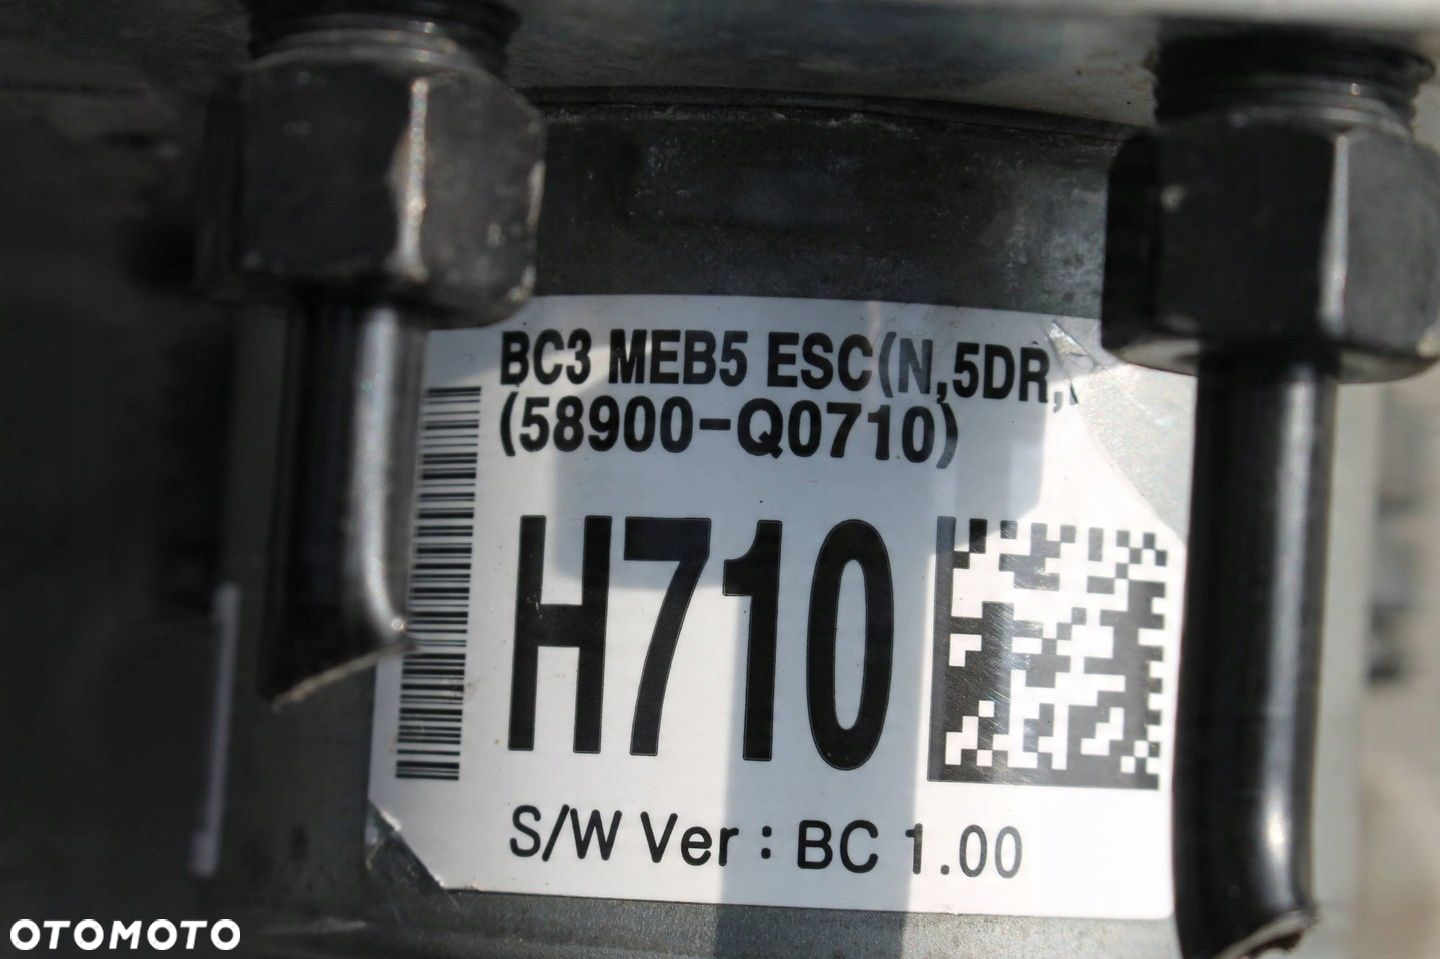 BC3 MEB5 ESC(N,5DR,
(58900-Q0710)
H710
S/W Ver : BC 1.00
OTOMOTO